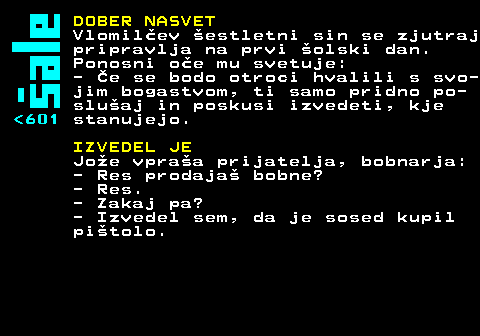 Šale
DOBER NASVET
Vlomilčev šestletni sin se zjutraj
pripravlja na prvi šolski dan.
Ponosni oče mu svetuje:
- Če se bodo otroci hvalili s svo-
jim bogastvom, ti samo pridno po-
slušaj in poskusi izvedeti, kje
<601 stanujejo.
IZVEDEL JE
Jože vpraša prijatelja, bobnarja:
- Res prodajaš bobne?
- Res.
- Zakaj pa?
- Izvedel sem, da je sosed kupil
pištolo.